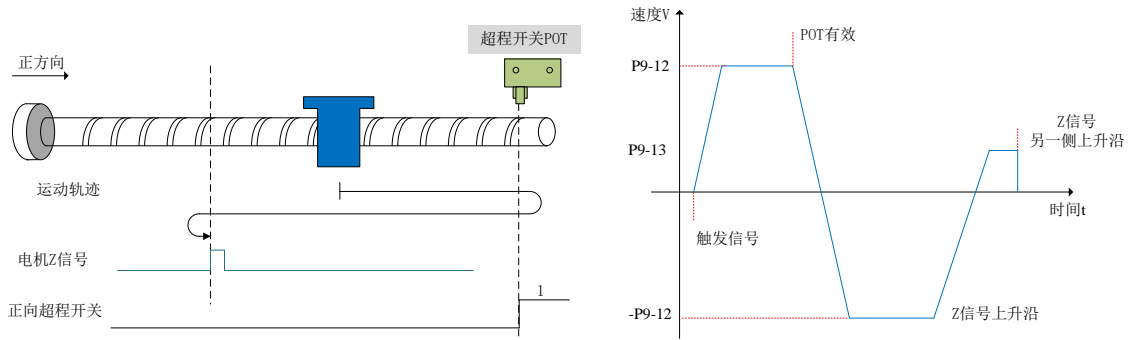 超程开关POT
正方向
运动轨迹
电机Z信号
正向超程开关
1
速度V
POT有效
P9-12
Z信号
另一侧上升沿
P9-13
时间t
触发信号
-P9-12
Z信号上升沿